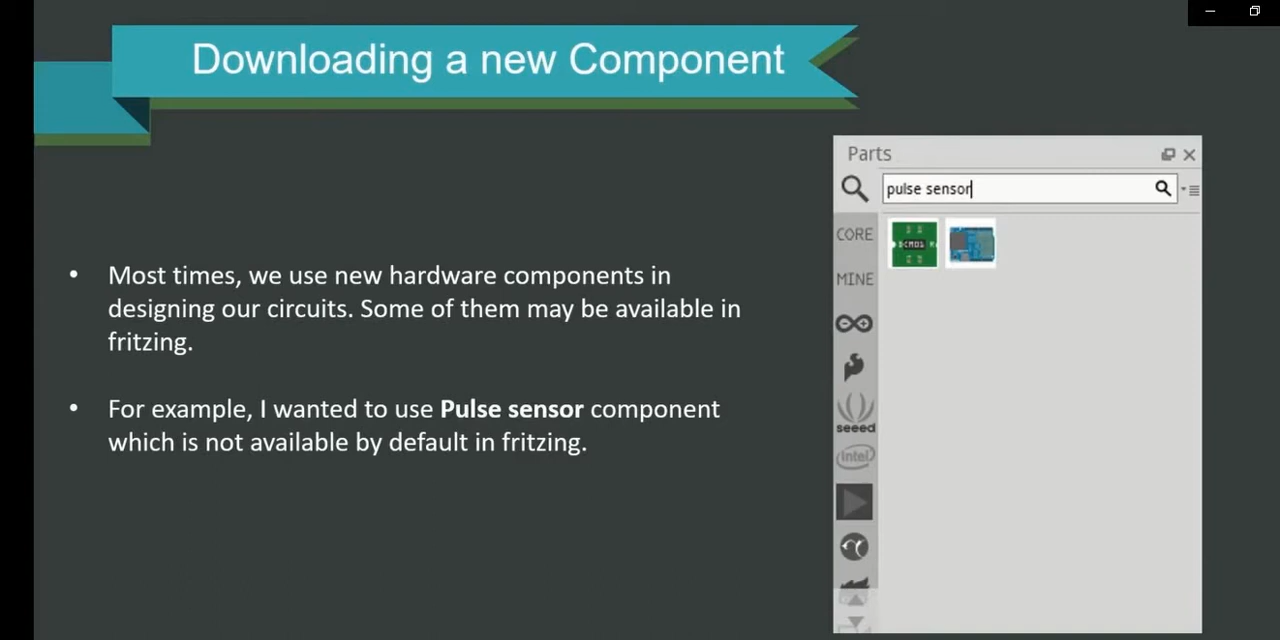 Downloading a new Component
• Most times, we use new hardware components in
designing our circuits. Some of them may be available in
fritzing.
• For example, I wanted to use Pulse sensor component
which is not available by default in fritzing.
Parts
pulse sensor
CORE
MINE
seeed
intel